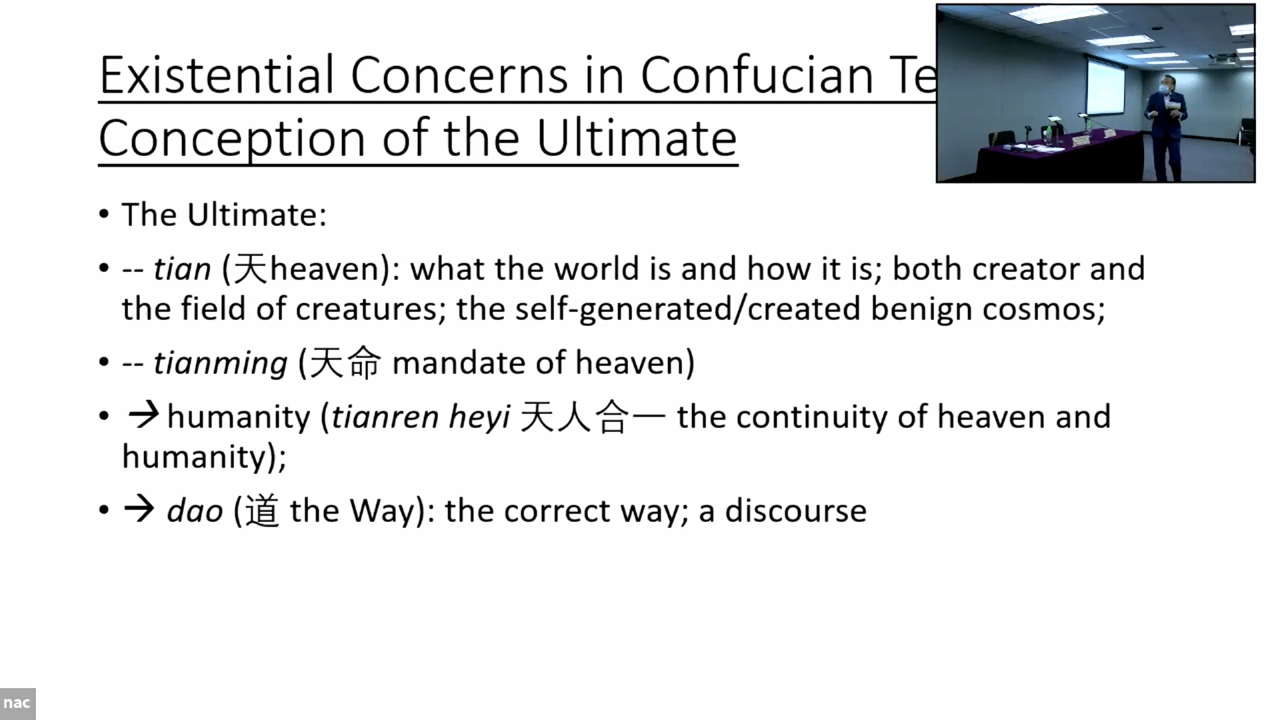 Existential Concerns in Confucian Te
Conception of the Ultimate
• The Ultimate:
• -- tian (天heaven): what the world is and how it is; both creator and
the field of creatures; the self-generated/created benign cosmos;
• -- tianming (天命 mandate of heaven)
• → humanity (tianren heyi 天人合一 the continuity of heaven and
humanity);
• → dao (道 the Way): the correct way; a discourse
nac